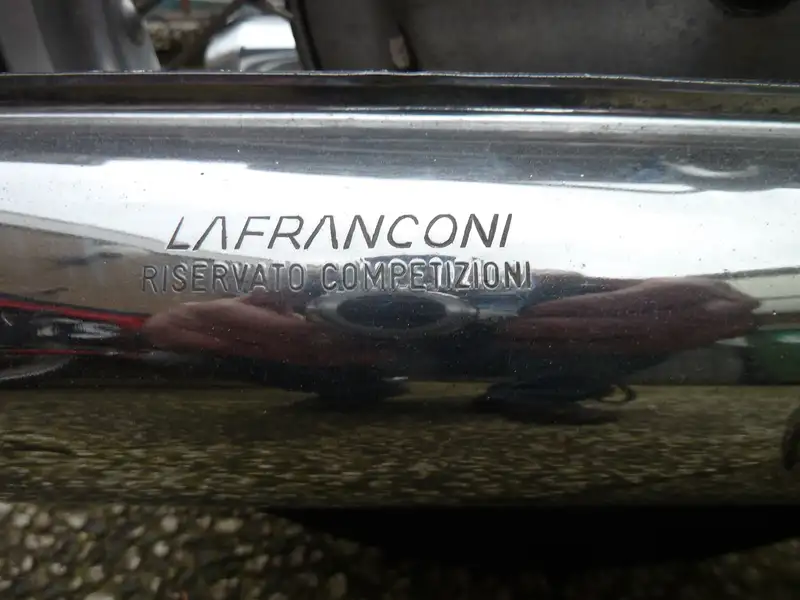 LAFRANCONI
RISERVATO COMPETIZIONI